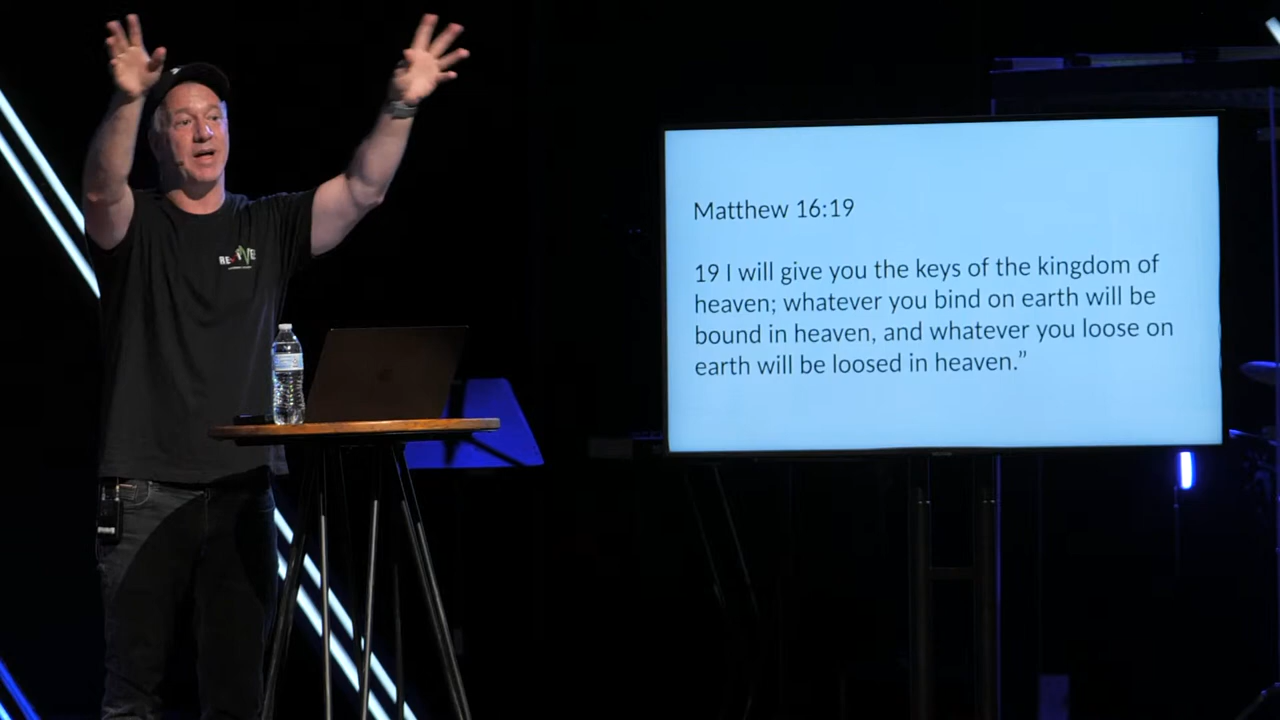 Matthew 16:19
19 I will give you the keys of the kingdom of
heaven; whatever you bind on earth will be
bound in heaven, and whatever you loose on
earth will be loosed in heaven.”